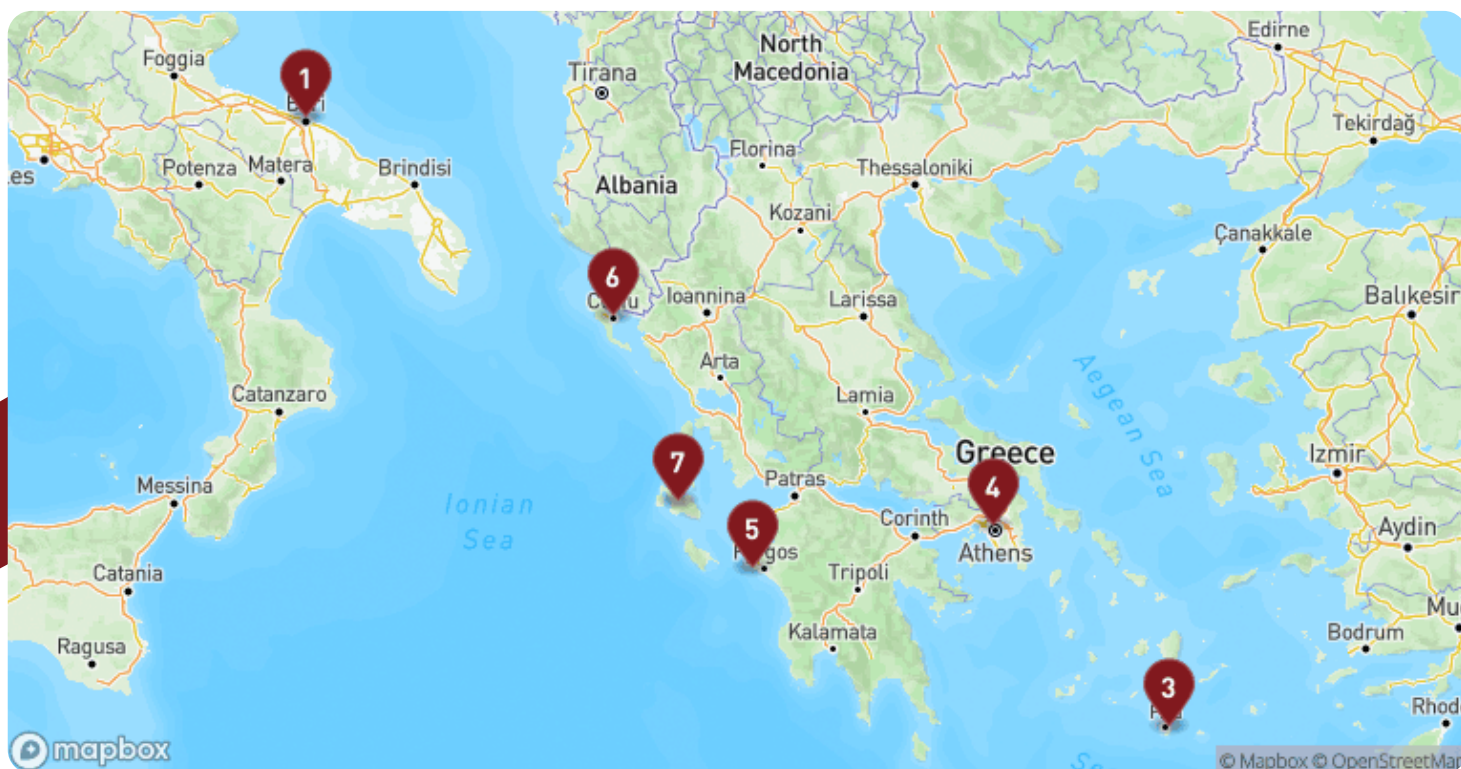 Edirne
North
Macedonia
Foggia
1
Tirana
Tekirdağ
Florina
Potenza
Matera
Brindisi
Thessaloniki
Albania
Kozani
Çanakkale
6
Ioannina
Larissa
Balıkesir
Arta
Aegean Sea
Catanzaro
Lamia
Greece
Izmir
7
Messina
Patras
4
Ionian
Sea
5
Corinth
Aydin
Athens
Catania
Tripoli
Kalamata
Bodrum
Ragusa
3
mapbox
© Mapbox © OpenStreetMap